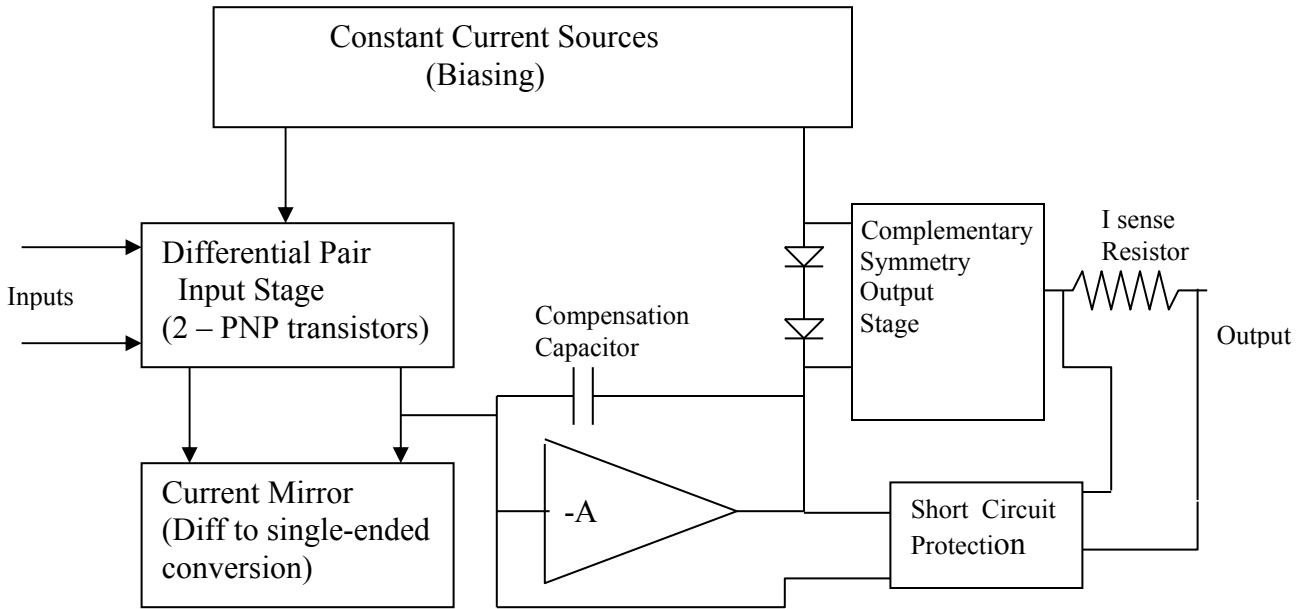 Constant Current Sources
(Biasing)
Differential Pair
Input Stage
(2 – PNP transistors)
Inputs
Complementary
Symmetry
Output
Stage
I sense
Resistor
Output
Compensation
Capacitor
Current Mirror
(Diff to single-ended
conversion)
-A
Short Circuit
Protection